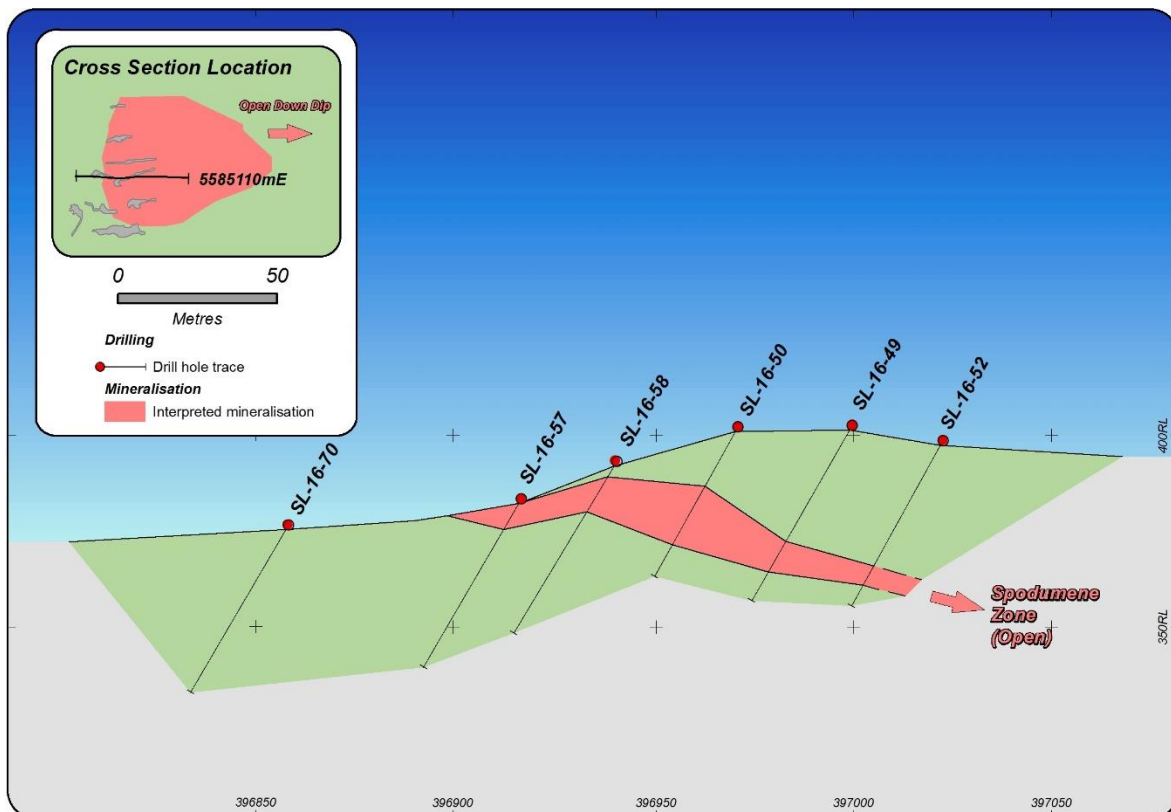 Cross Section Location
Open Down Dip
5585110mE
0 50
Metres
Drilling
Drill hole trace
Mineralisation
Interpreted mineralisation
SL-16-70
SL-16-57
SL-16-58
SL-16-50
SL-16-49
SL-16-52
400RL
350RL
Spodumene
Zone
(Open)
396850 396900 396950 397000 397050